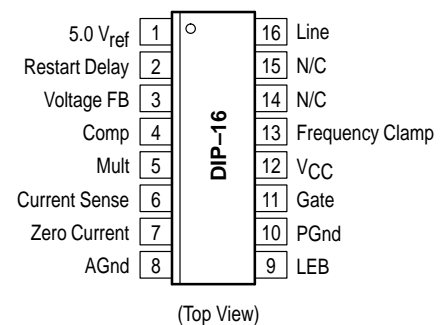 5.0 Vref 1 16 Line
Restart Delay 2 15 N/C
Voltage FB 3 14 N/C
Comp 4 13 Frequency Clamp
Mult 5 12 VCC
Current Sense 6 11 Gate
Zero Current 7 10 PGnd
AGnd 8 9 LEB
DIP–16
(Top View)